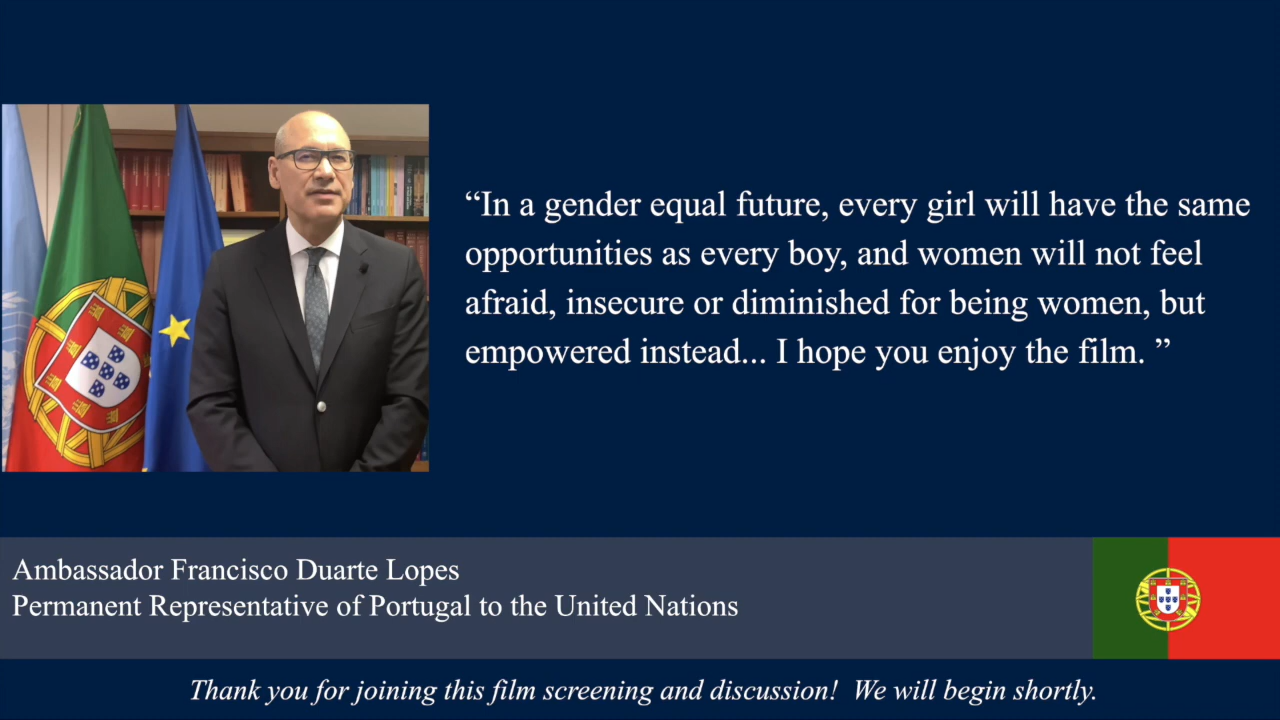 “In a gender equal future, every girl will have the same
opportunities as every boy, and women will not feel
afraid, insecure or diminished for being women, but
empowered instead... I hope you enjoy the film. ”
Ambassador Francisco Duarte Lopes
Permanent Representative of Portugal to the United Nations
Thank you for joining this film screening and discussion!  We will begin shortly.